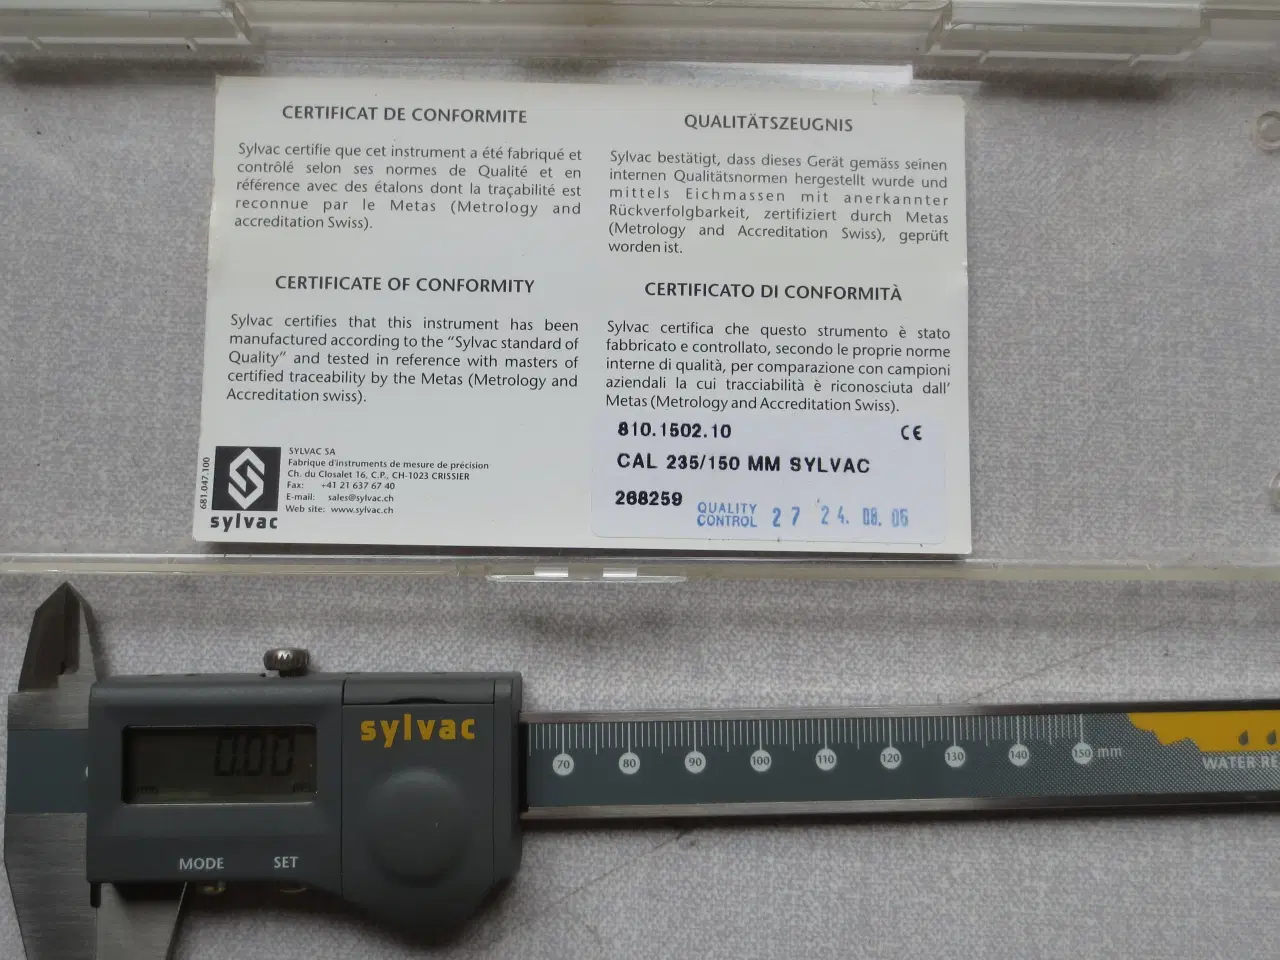 CERTIFICAT DE CONFORMITE
Sylvac certifie que cet instrument a été fabriqué et
contrôlé selon ses normes de Qualité et en
référence avec des étalons dont la traçabilité est
reconnue par le Metas (Metrology and
accreditation Swiss).
QUALITÄTSZEUGNIS
Sylvac bestätigt, dass dieses Gerät gemäss seinen
internen Qualitätsnormen hergestellt wurde und
mittels Eichmassen mit anerkannter
Rückverfolgbarkeit, zertifiziert durch Metas
(Metrology and Accreditation Swiss), geprüft
worden ist.
CERTIFICATE OF CONFORMITY
Sylvac certifies that this instrument has been
manufactured according to the “Sylvac standard of
Quality” and tested in reference with masters of
certified traceability by the Metas (Metrology and
Accreditation swiss).
CERTIFICATO DI CONFORMITÀ
Sylvac certifica che questo strumento è stato
fabbricato e controllato, secondo le proprie norme
interne di qualità, per comparazione con campioni
aziendali la cui tracciabilità è riconosciuta dall'
Metas (Metrology and Accreditation Swiss).
681.047.100
sylvac
SYLVAC SA
Fabrique d'instruments de mesure de précision
Ch. du Closalet 16, C.P., CH-1023 CRISSIER
Fax: +41 21 637 67 40
E-mail: sales@sylvac.ch
Web site: www.sylvac.ch
810.1502.10 CE
CAL 235/150 MM SYLVAC
268259
QUALITY
CONTROL 27 24. 08. 06
sylvac
0.00
mm
MODE SET
70 80 90 100 110 120 130 140 150 mm
WATER RE